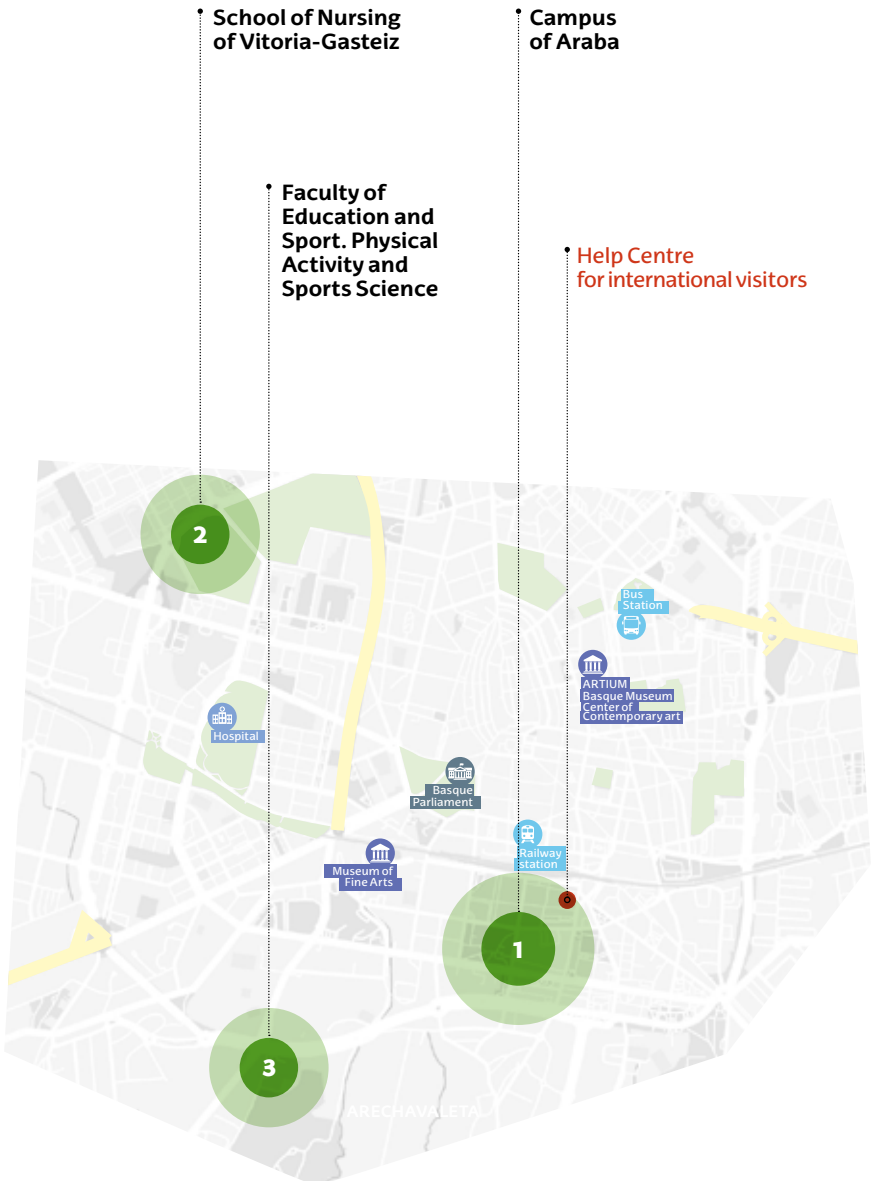 School of Nursing
of Vitoria-Gasteiz
Campus
of Araba
Faculty of
Education and
Sport. Physical
Activity and
Sports Science
Help Centre
for international visitors
2
Bus
Station
ARTIUM
Basque Museum
Center of
Contemporary art
Hospital
Basque
Parliament
Railway
station
Museum of
Fine Arts
1
3
ARECHAVALETA